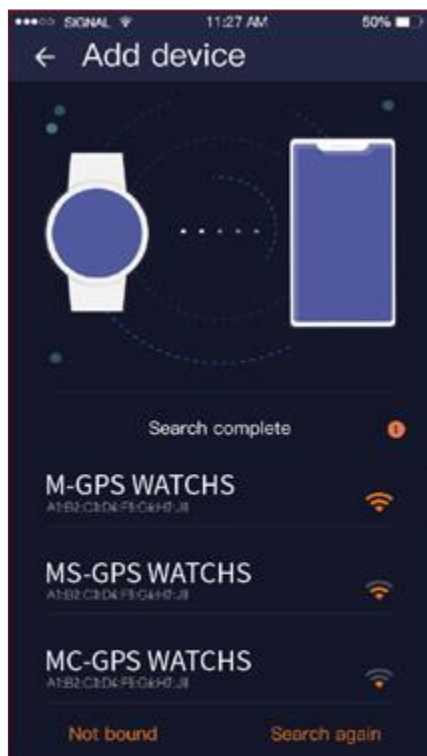 SIGNAL 11:27 AM 50%
Add device
Search complete
M-GPS WATCHS
MS-GPS WATCHS
MC-GPS WATCHS
Not bound Search again